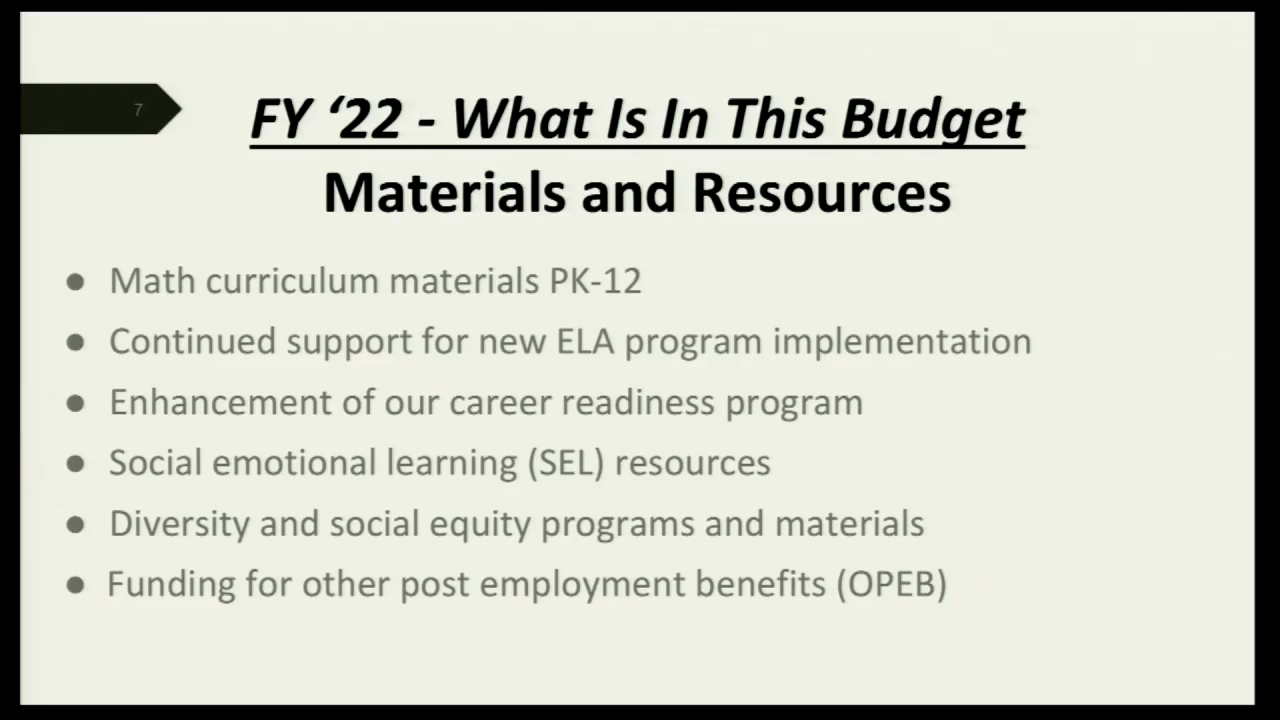 7
FY ‘22 - What Is In This Budget
Materials and Resources
● Math curriculum materials PK-12
● Continued support for new ELA program implementation
● Enhancement of our career readiness program
● Social emotional learning (SEL) resources
● Diversity and social equity programs and materials
● Funding for other post employment benefits (OPEB)